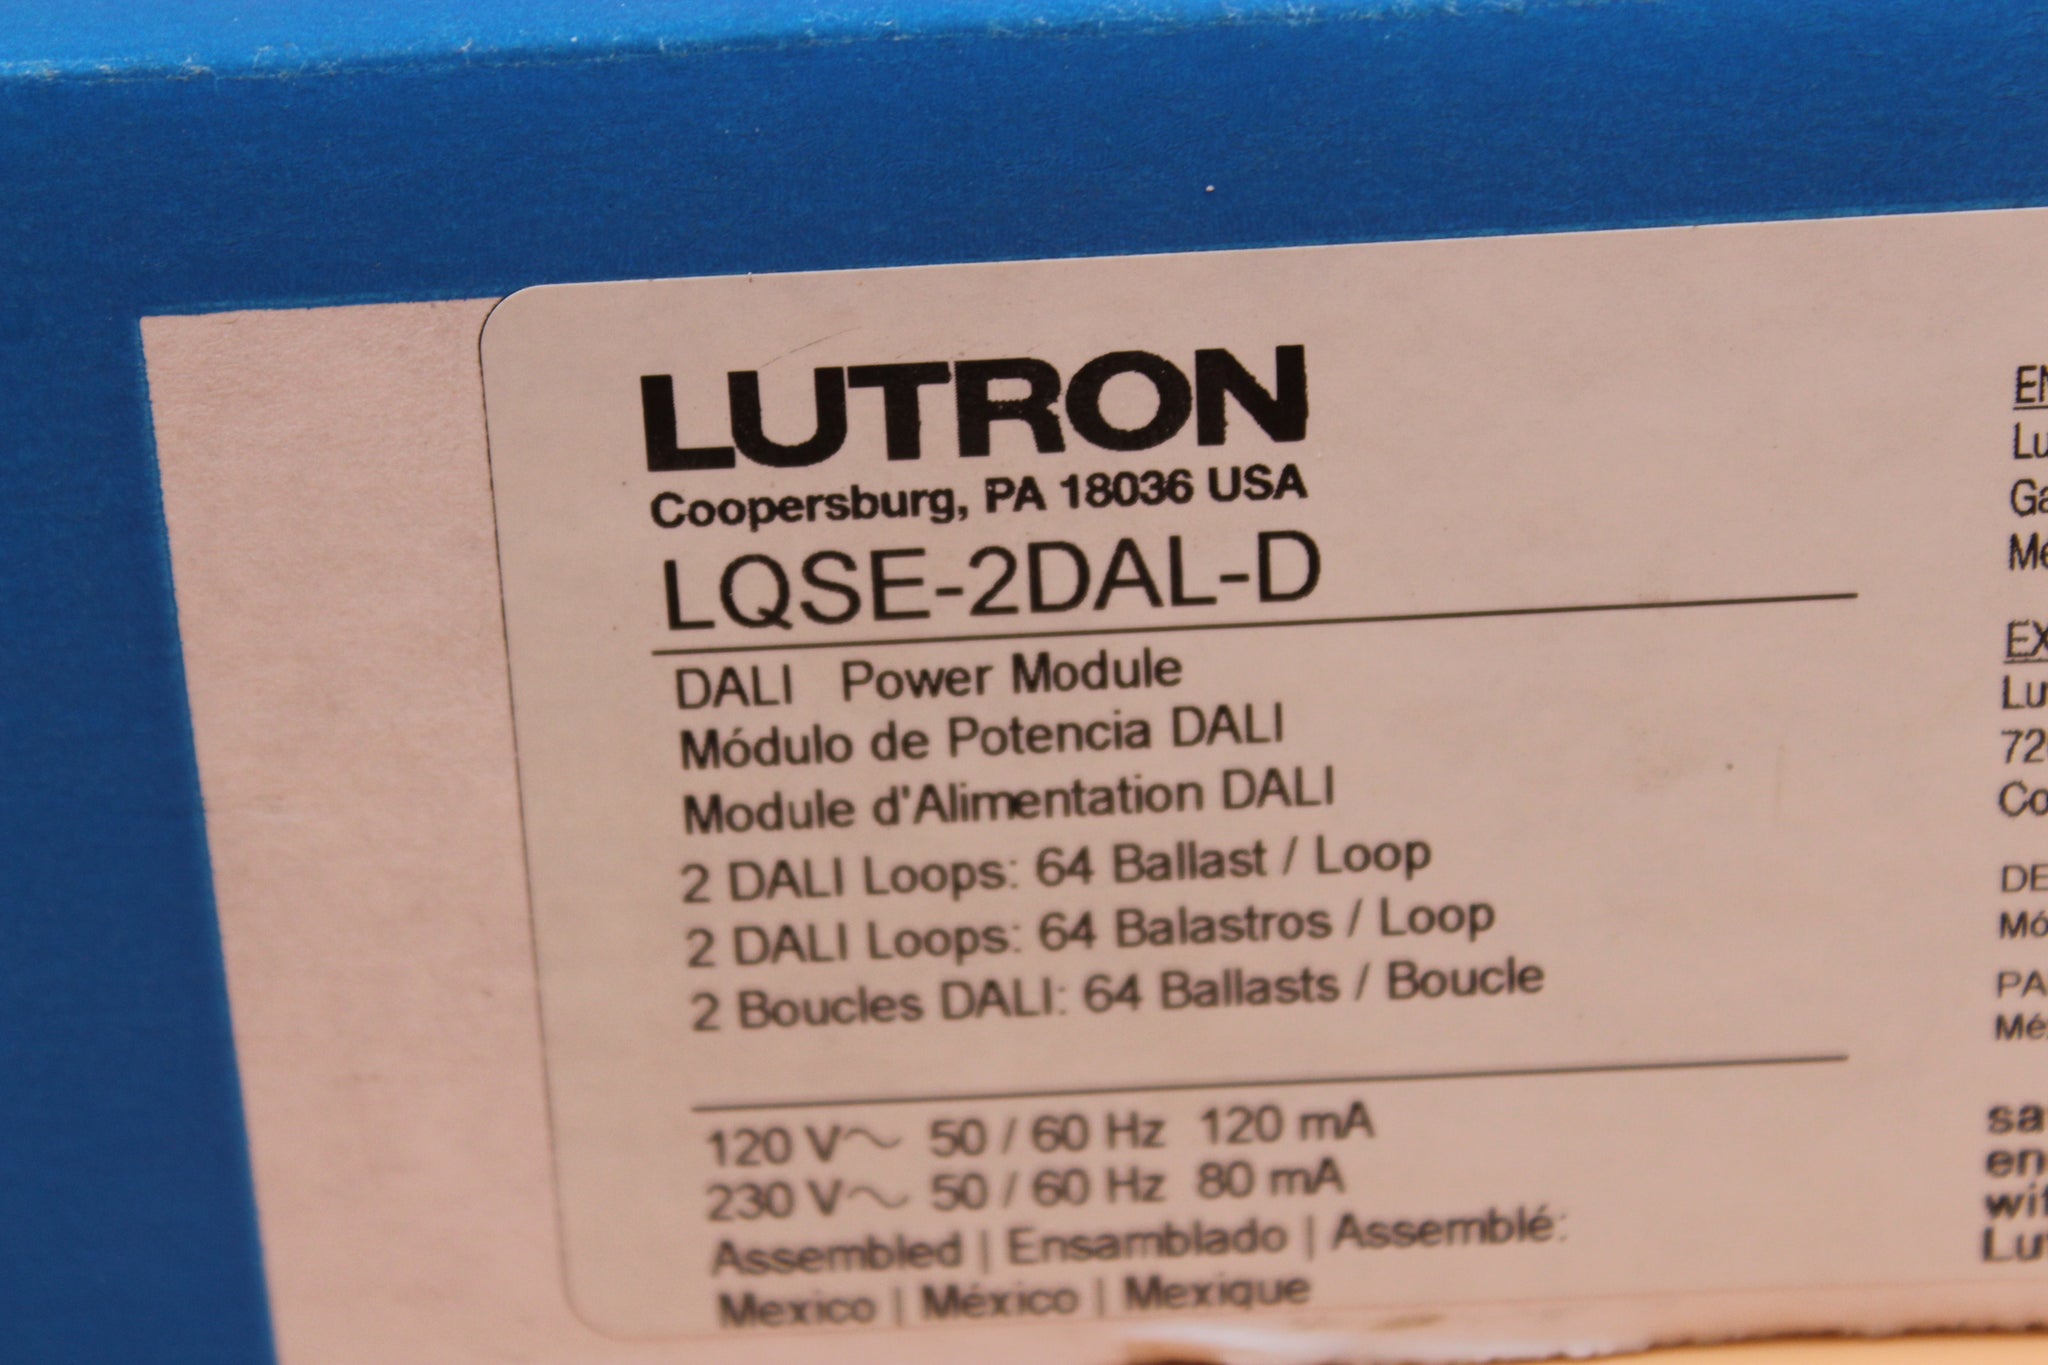 LUTRON
Coopersburg, PA 18036 USA
LQSE-2DAL-D
DALI Power Module
Módulo de Potencia DALI
Module d'Alimentation DALI
2 DALI Loops: 64 Ballast / Loop
2 DALI Loops: 64 Balastros / Loop
2 Boucles DALI: 64 Ballasts / Boucle
120 V~ 50 / 60 Hz 120 mA
230 V~ 50 / 60 Hz 80 mA
Assembled | Ensamblado | Assemblé:
Mexico | México | Mexique